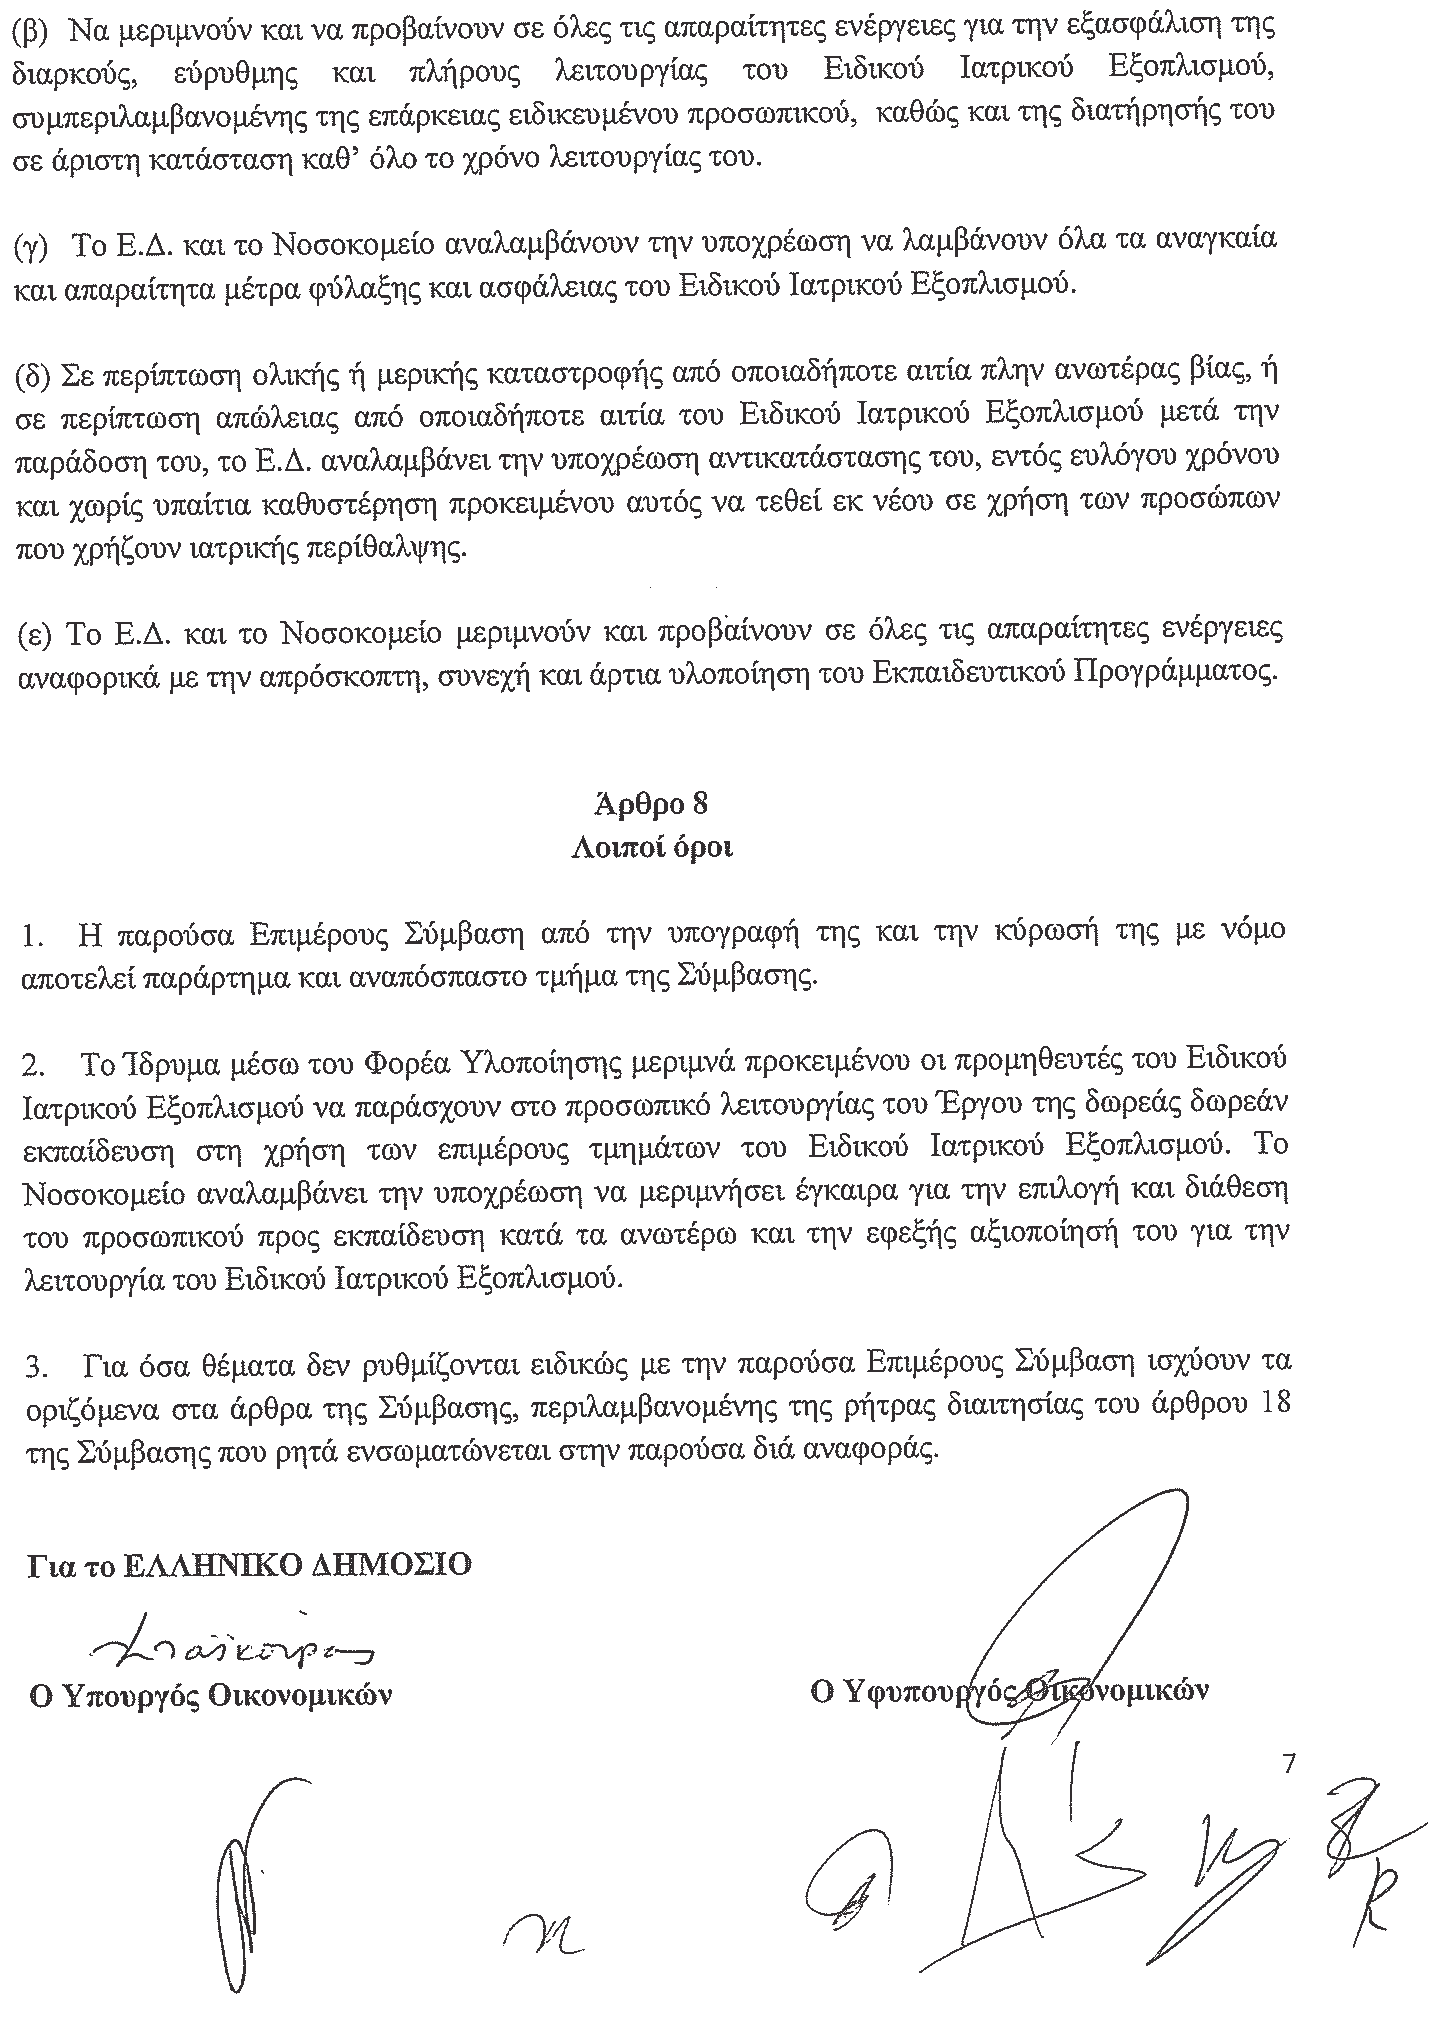 (β) Να μεριμνούν και να προβαίνουν σε όλες τις απαραίτητες ενέργειες για την εξασφάλιση της
διαρκούς, εύρυθμης και πλήρους λειτουργίας του Ειδικού Ιατρικού Εξοπλισμού,
συμπεριλαμβανομένης της επάρκειας ειδικευμένου προσωπικού, καθώς και της διατήρησής του
σε άριστη κατάσταση καθ’ όλο το χρόνο λειτουργίας του.
(γ) Το Ε.Δ. και το Νοσοκομείο αναλαμβάνουν την υποχρέωση να λαμβάνουν όλα τα αναγκαία
και απαραίτητα μέτρα φύλαξης και ασφάλειας του Ειδικού Ιατρικού Εξοπλισμού.
(δ) Σε περίπτωση ολικής ή μερικής καταστροφής από οποιαδήποτε αιτία πλην ανωτέρας βίας, ή
σε περίπτωση απώλειας από οποιαδήποτε αιτία του Ειδικού Ιατρικού Εξοπλισμού μετά την
παράδοση του, το Ε.Δ. αναλαμβάνει την υποχρέωση αντικατάστασης του, εντός ευλόγου χρόνου
και χωρίς υπαίτια καθυστέρηση προκειμένου αυτός να τεθεί εκ νέου σε χρήση των προσώπων
που χρήζουν ιατρικής περίθαλψης.
(ε) Το Ε.Δ. και το Νοσοκομείο μεριμνούν και προβαίνουν σε όλες τις απαραίτητες ενέργειες
αναφορικά με την απρόσκοπτη, συνεχή και άρτια υλοποίηση του Εκπαιδευτικού Προγράμματος.
Άρθρο 8
Λοιποί όροι
1. Η παρούσα Επιμέρους Σύμβαση από την υπογραφή της και την κύρωσή της με νόμο
αποτελεί παράρτημα και αναπόσπαστο τμήμα της Σύμβασης.
2. Το Ίδρυμα μέσω του Φορέα Υλοποίησης μεριμνά προκειμένου οι προμηθευτές του Ειδικού
Ιατρικού Εξοπλισμού να παράσχουν στο προσωπικό λειτουργίας του Έργου της δωρεάς δωρεάν
εκπαίδευση στη χρήση των επιμέρους τμημάτων του Ειδικού Ιατρικού Εξοπλισμού. Το
Νοσοκομείο αναλαμβάνει την υποχρέωση να μεριμνήσει έγκαιρα για την επιλογή και διάθεση
του προσωπικού προς εκπαίδευση κατά τα ανωτέρω και την εφεξής αξιοποίησή του για την
λειτουργία του Ειδικού Ιατρικού Εξοπλισμού.
3. Για όσα θέματα δεν ρυθμίζονται ειδικώς με την παρούσα Επιμέρους Σύμβαση ισχύουν τα
οριζόμενα στα άρθρα της Σύμβασης, περιλαμβανομένης της ρήτρας διαιτησίας του άρθρου 18
της Σύμβασης που ρητά ενσωματώνεται στην παρούσα διά αναφοράς.
Για το ΕΛΛΗΝΙΚΟ ΔΗΜΟΣΙΟ
Ο Υπουργός Οικονομικών
Ο Υφυπουργός Οικονομικών
7